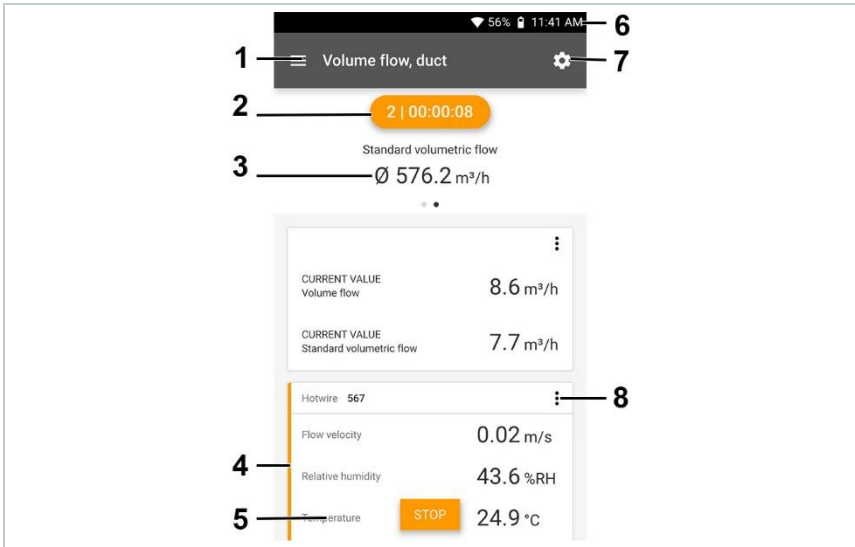 56% 11:41 AM 6
1 Volume flow, duct 7
2 2 | 00:00:08
Standard volumetric flow
3 Ø 576.2 m³/h
CURRENT VALUE
Volume flow 8.6 m³/h
CURRENT VALUE
Standard volumetric flow 7.7 m³/h
Hotwire 567 8
Flow velocity 0.02 m/s
4 Relative humidity 43.6 %RH
5 Temperature STOP 24.9 °C